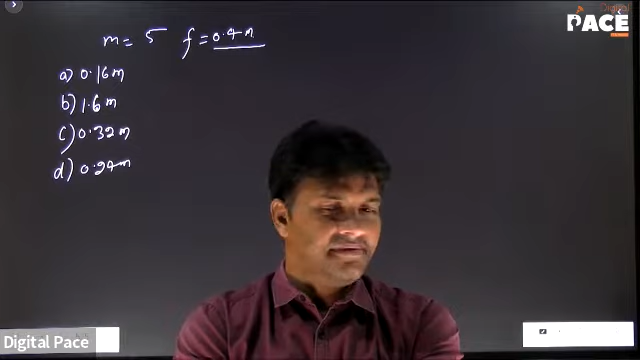 m = 5 f = 0.4 m
a) 0.16 m
b) 1.6 m
c) 0.32 m
d) 0.24 m
PACE
Digital Pace